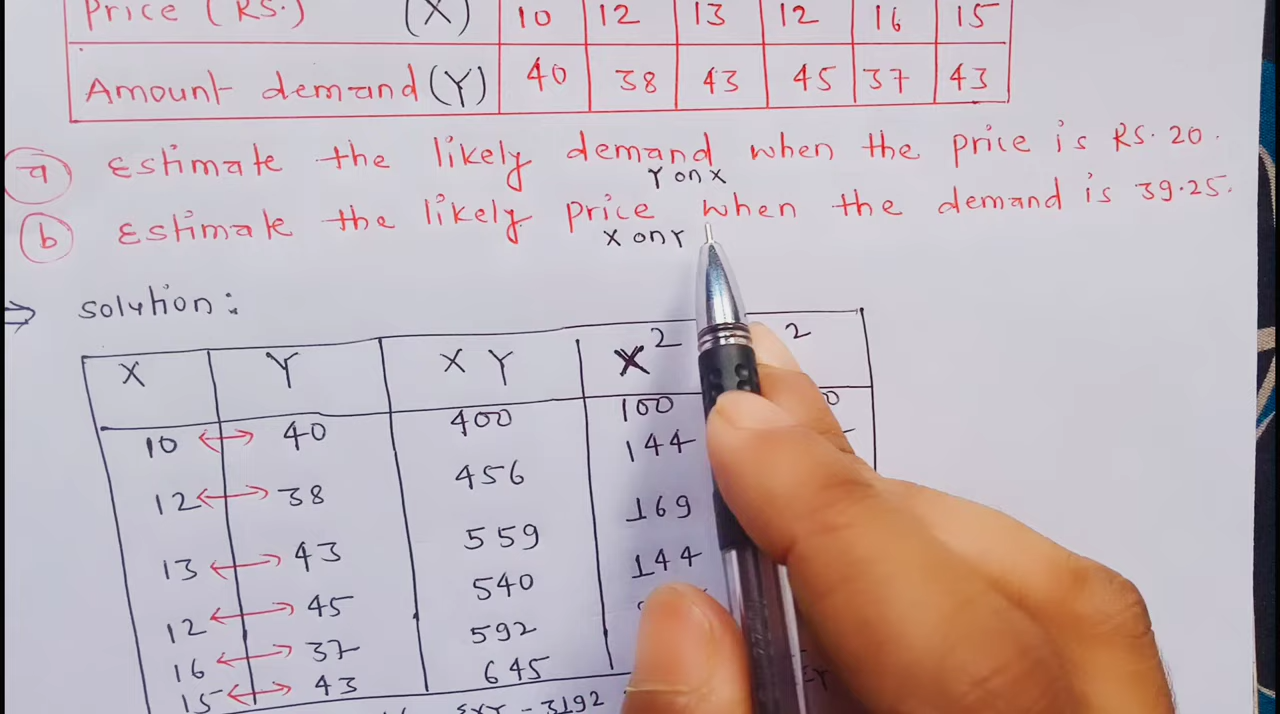 Price (RS.) (X) 10 12 13 12 16 15
Amount demand (Y) 40 38 43 45 37 43
a Estimate the likely demand when the price is RS. 20.
Y on X
b Estimate the likely price when the demand is 39.25.
X on Y
⇒ solution:
X Y XY X² 2
10 ↔ 40 400 100 0
12 ↔ 38 456 144
13 ↔ 43 559 169
12 ↔ 45 540 144
16 ↔ 37 592
15 ↔ 43 645
ΣXY = 3192